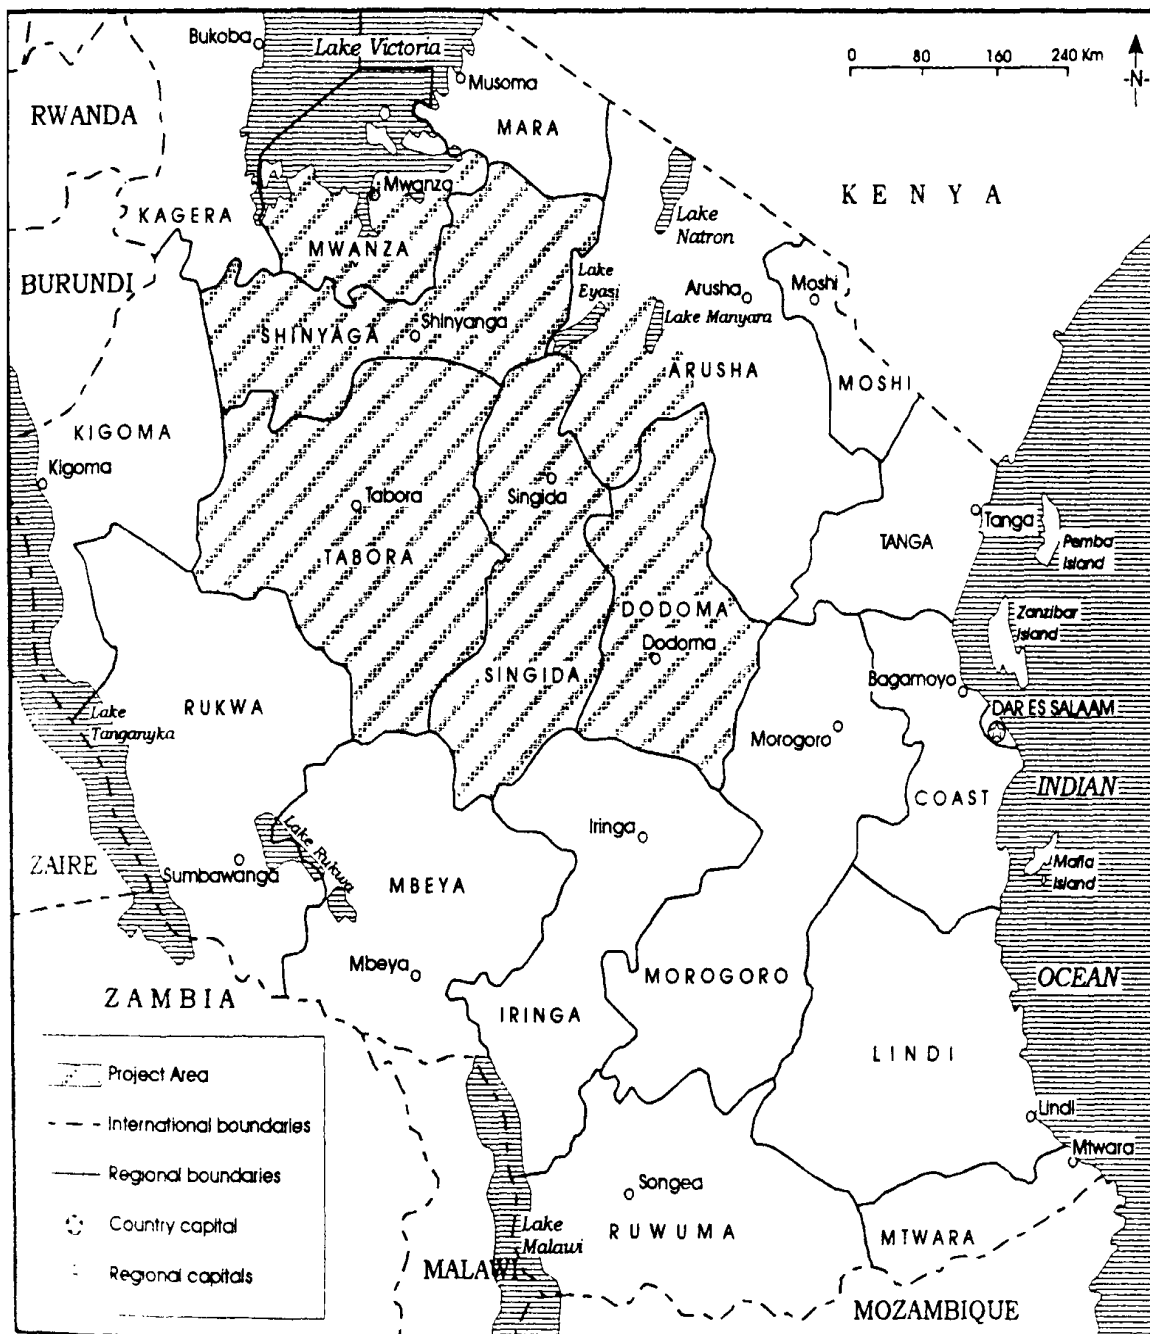 Bukoba
Lake Victoria
0 80 160 240 Km
-N-
Musoma
RWANDA
MARA
Mwanza
KENYA
KAGERA
Lake
Natron
MWANZA
BURUNDI
Lake
Eyasi
Arusha
Moshi
Lake Manyara
SHINYAGA
Shinyanga
ARUSHA
MOSHI
KIGOMA
Kigoma
Tabora
Singida
Tanga
TANGA
Pemba
Island
TABORA
DODOMA
Zanzibar
Island
Dodoma
SINGIDA
Bagamoyo
RUKWA
DAR ES SALAAM
Lake
Tanganyka
Morogoro
INDIAN
COAST
Iringa
Lake Rukwa
ZAIRE
Sumbawanga
Mafia
Island
MBEYA
Mbeya
MOROGORO
OCEAN
ZAMBIA
IRINGA
LINDI
Project Area
International boundaries
Regional boundaries
Country capital
Regional capitals
Lindi
Mtwara
Songea
Lake
Malawi
RUWUMA
MTWARA
MALAWI
MOZAMBIQUE